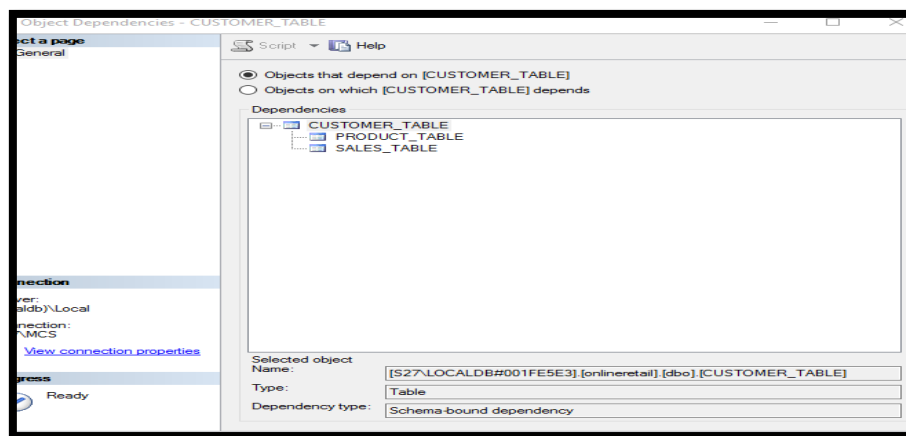 Object Dependencies - CUSTOMER_TABLE
ect a page
General
Script Help
Objects that depend on [CUSTOMER_TABLE]
Objects on which [CUSTOMER_TABLE] depends
Dependencies
CUSTOMER_TABLE
PRODUCT_TABLE
SALES_TABLE
nection
ver:
aldb)\Local
nection:
\MCS
View connection properties
gress
Ready
Selected object
Name: [S27\LOCALDB#001FE5E3].[onlineretail].[dbo].[CUSTOMER_TABLE]
Type: Table
Dependency type: Schema-bound dependency